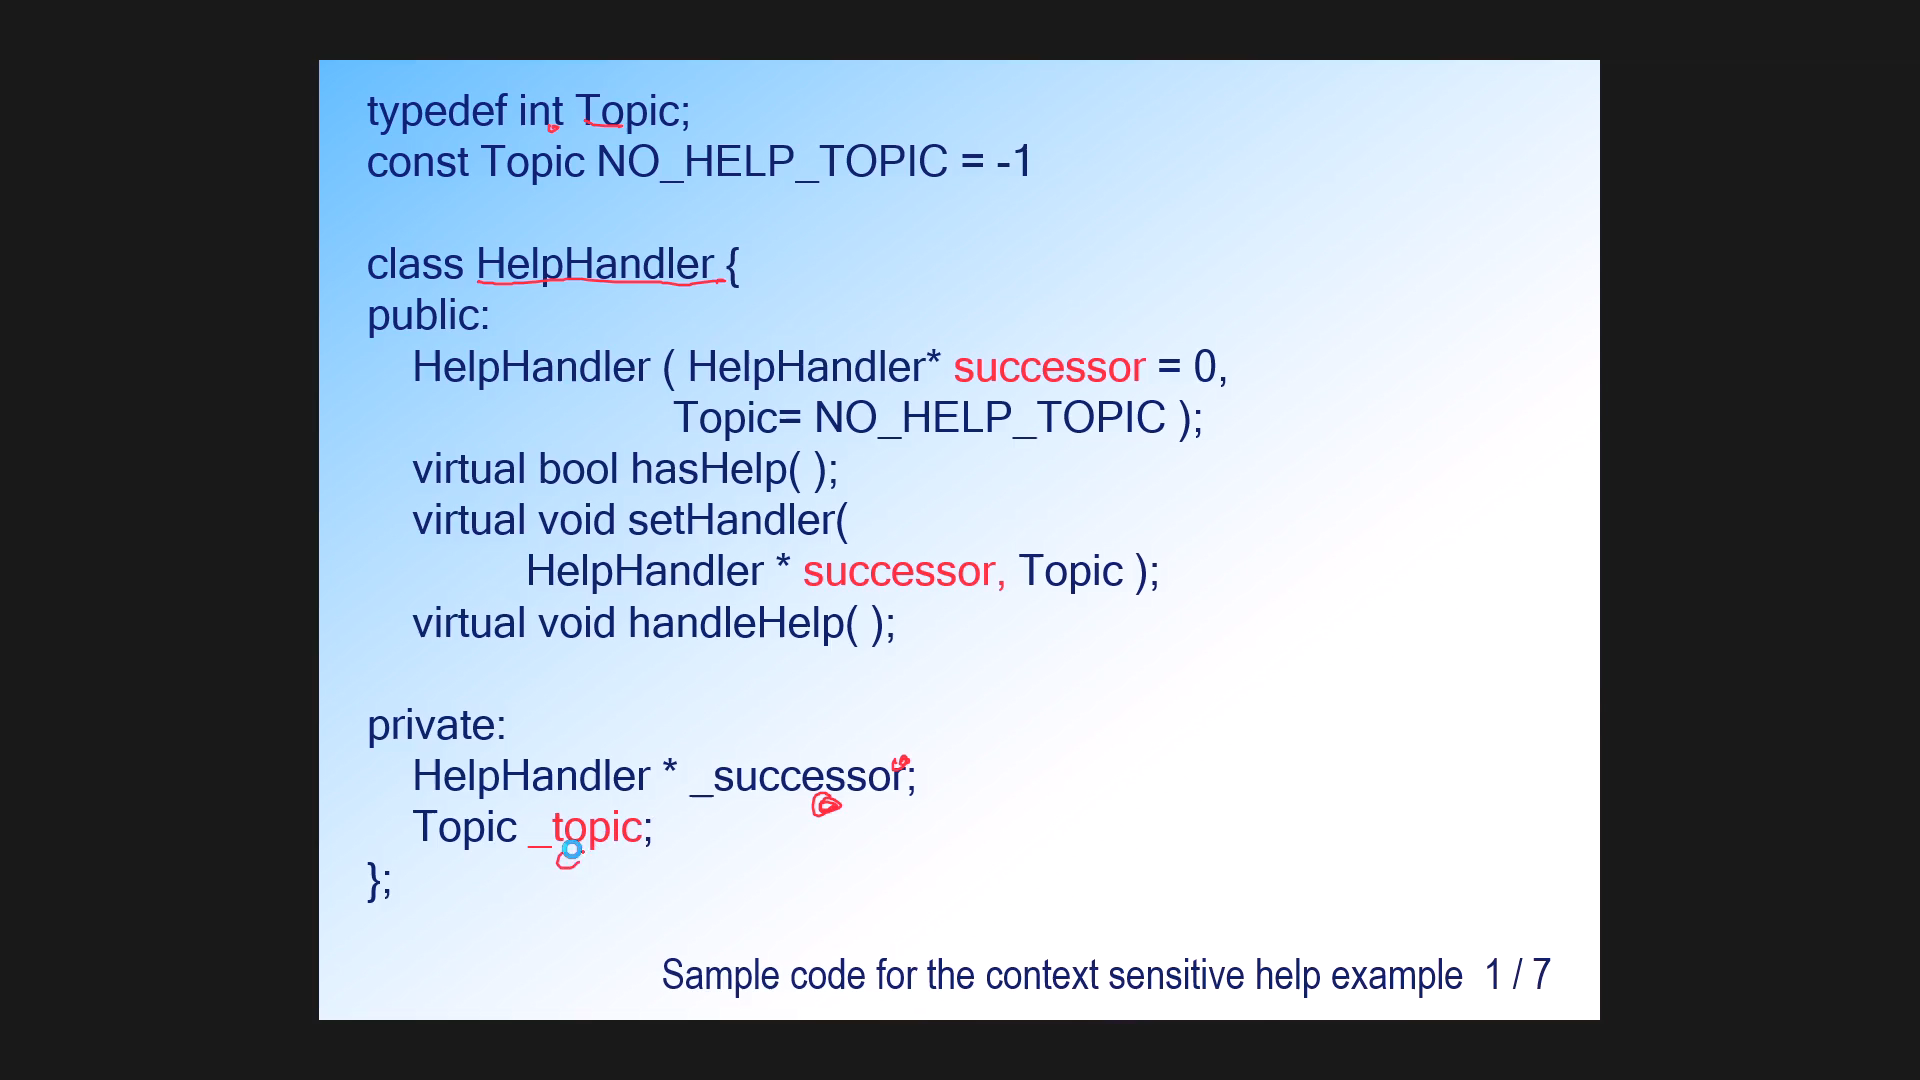 typedef int Topic;
const Topic NO_HELP_TOPIC = -1
class HelpHandler {
public:
HelpHandler ( HelpHandler* successor = 0,
Topic= NO_HELP_TOPIC );
virtual bool hasHelp( );
virtual void setHandler(
HelpHandler * successor, Topic );
virtual void handleHelp( );
private:
HelpHandler * _successor;
Topic _topic;
};
Sample code for the context sensitive help example 1 / 7